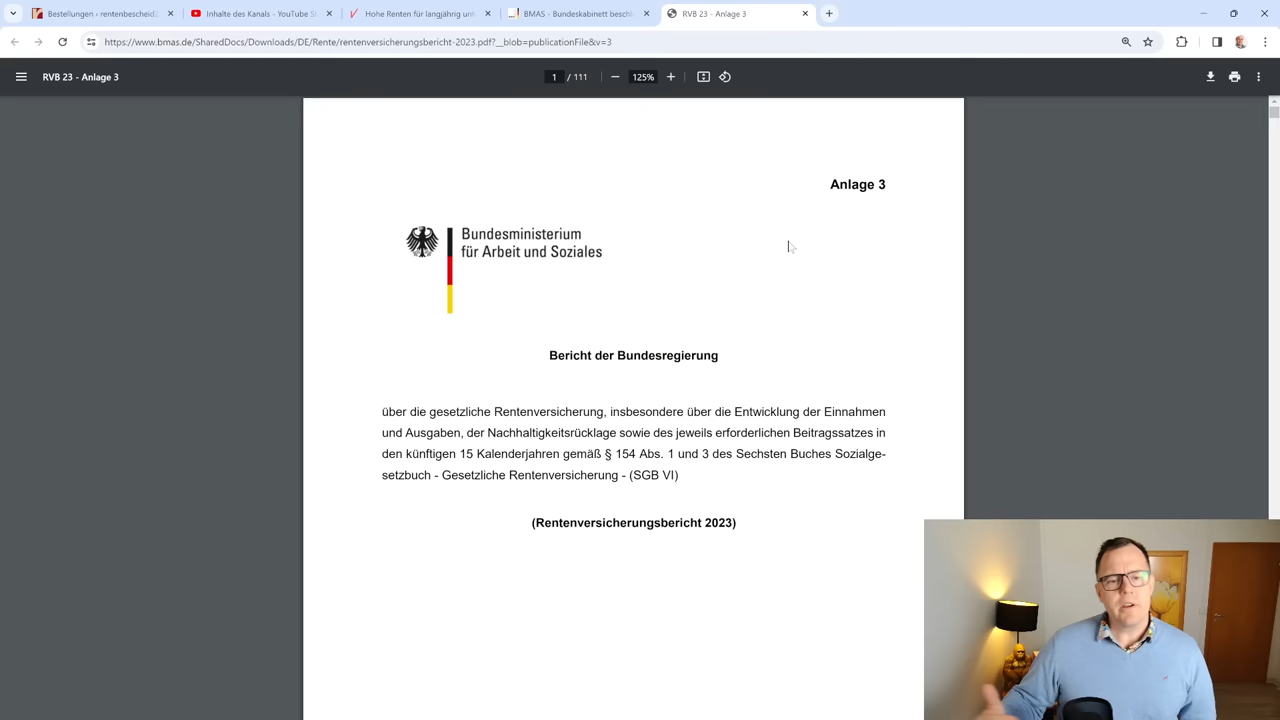 Bestellungen - rentenbescheid2
Inhalte des Kanals - YouTube S
Hohe Renten für langjährig unt
BMAS - Bundeskabinett beschl
RVB 23 - Anlage 3
https://www.bmas.de/SharedDocs/Downloads/DE/Rente/rentenversicherungsbericht-2023.pdf?__blob=publicationFile&v=3
RVB 23 - Anlage 3
1 / 111
125%
Anlage 3
Bundesministerium
für Arbeit und Soziales
Bericht der Bundesregierung
über die gesetzliche Rentenversicherung, insbesondere über die Entwicklung der Einnahmen
und Ausgaben, der Nachhaltigkeitsrücklage sowie des jeweils erforderlichen Beitragssatzes in
den künftigen 15 Kalenderjahren gemäß § 154 Abs. 1 und 3 des Sechsten Buches Sozialge-
setzbuch - Gesetzliche Rentenversicherung - (SGB VI)
(Rentenversicherungsbericht 2023)